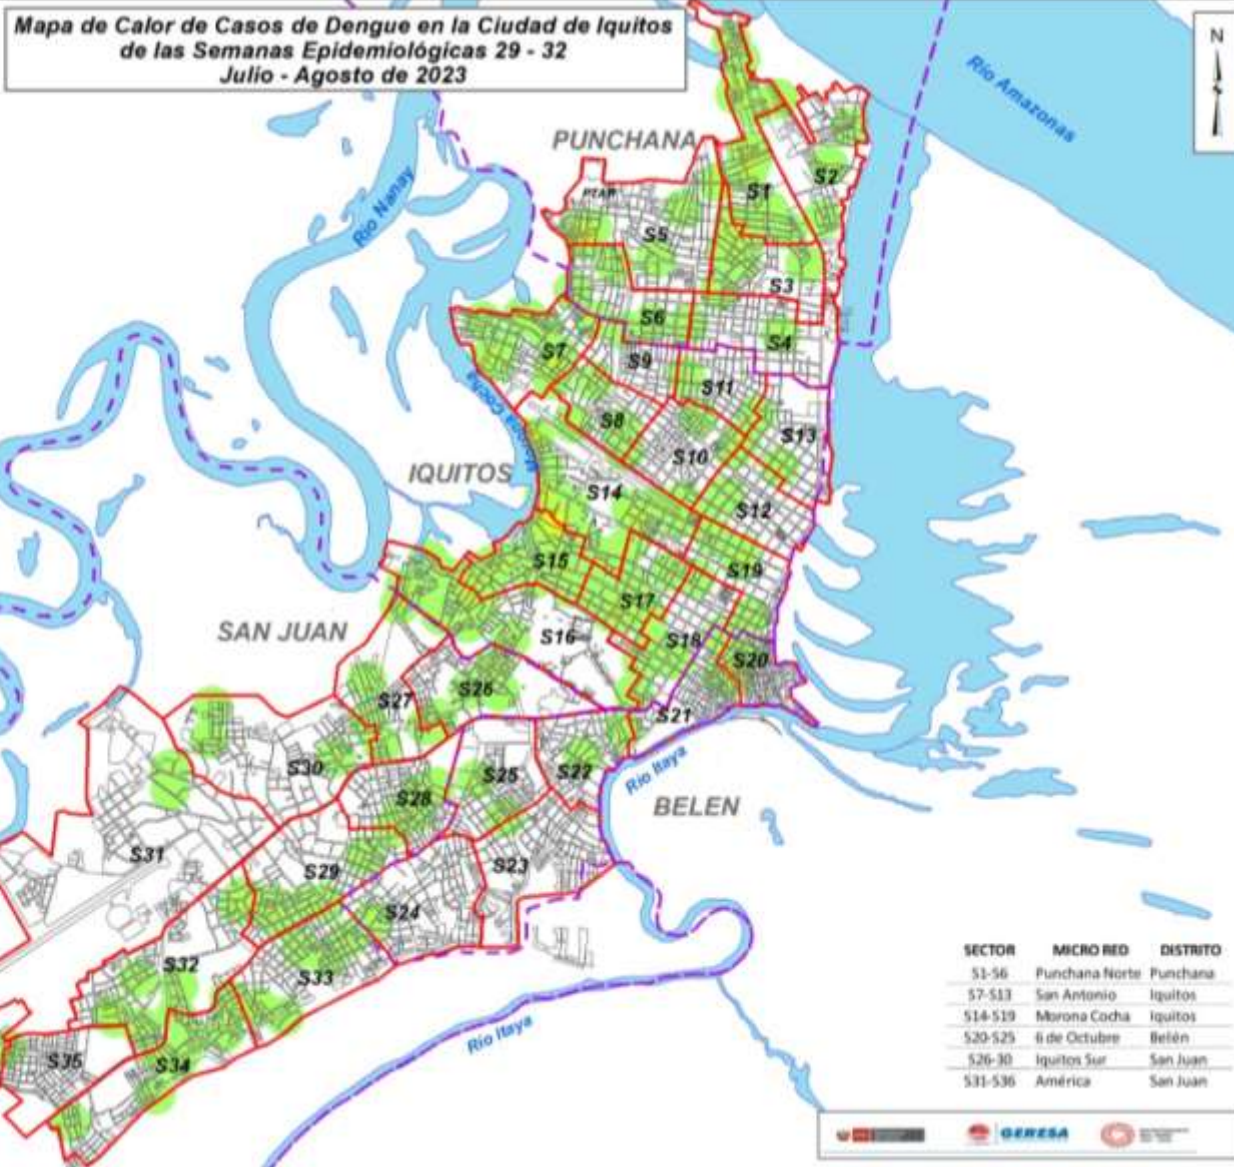 Mapa de Calor de Casos de Dengue en la Ciudad de Iquitos
de las Semanas Epidemiológicas 29 - 32
Julio - Agosto de 2023
N
Río Amazonas
PUNCHANA
Río Nanay
PTAR
S1
S2
S5
S3
S6
S4
S7
S9
S11
S8
S13
S10
Morona Cocha
IQUITOS
S14
S12
S15
S19
S17
SAN JUAN
S16
S18
S20
S26
S27
S21
S30
S25
S22
Río Itaya
S28
BELEN
S31
S29
S23
S24
S32
S33
Río Itaya
S35
S34
SECTOR MICRO RED DISTRITO
S1-S6 Punchana Norte Punchana
S7-S13 San Antonio Iquitos
S14-S19 Morona Cocha Iquitos
S20-S25 6 de Octubre Belén
S26-30 Iquitos Sur San Juan
S31-S36 América San Juan
GERESA